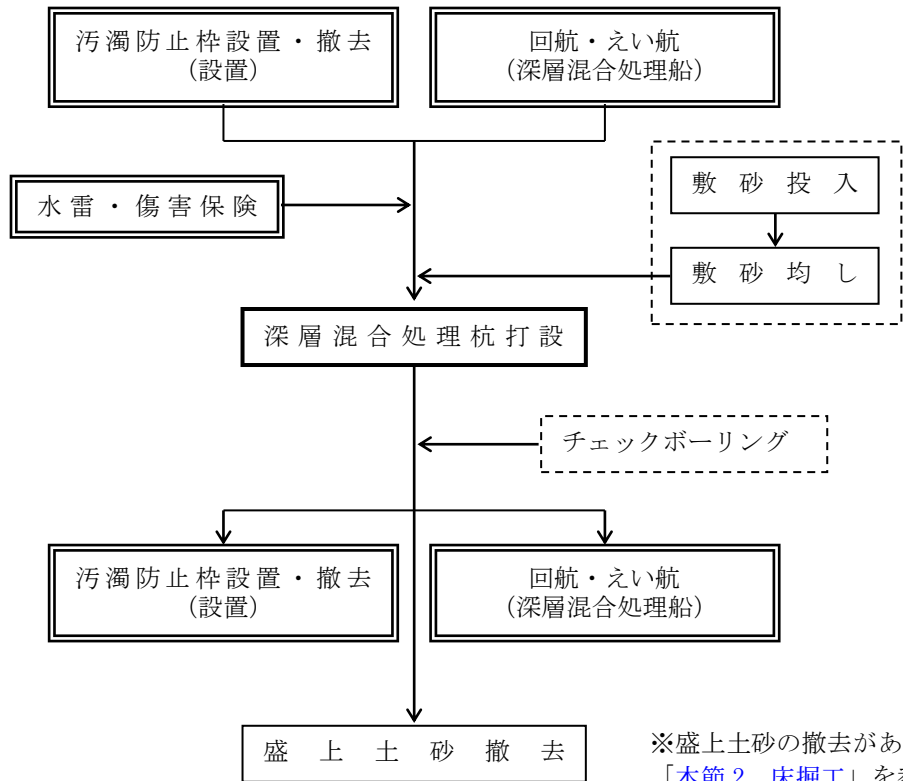 汚濁防止枠設置・撤去
(設置)
回航・えい航
(深層混合処理船)
敷砂投入
水雷・傷害保険
敷砂均し
深層混合処理杭打設
チェックボーリング
汚濁防止枠設置・撤去
(設置)
回航・えい航
(深層混合処理船)
盛上土砂撤去
※盛上土砂の撤去があ
「本節2 床掘工」を